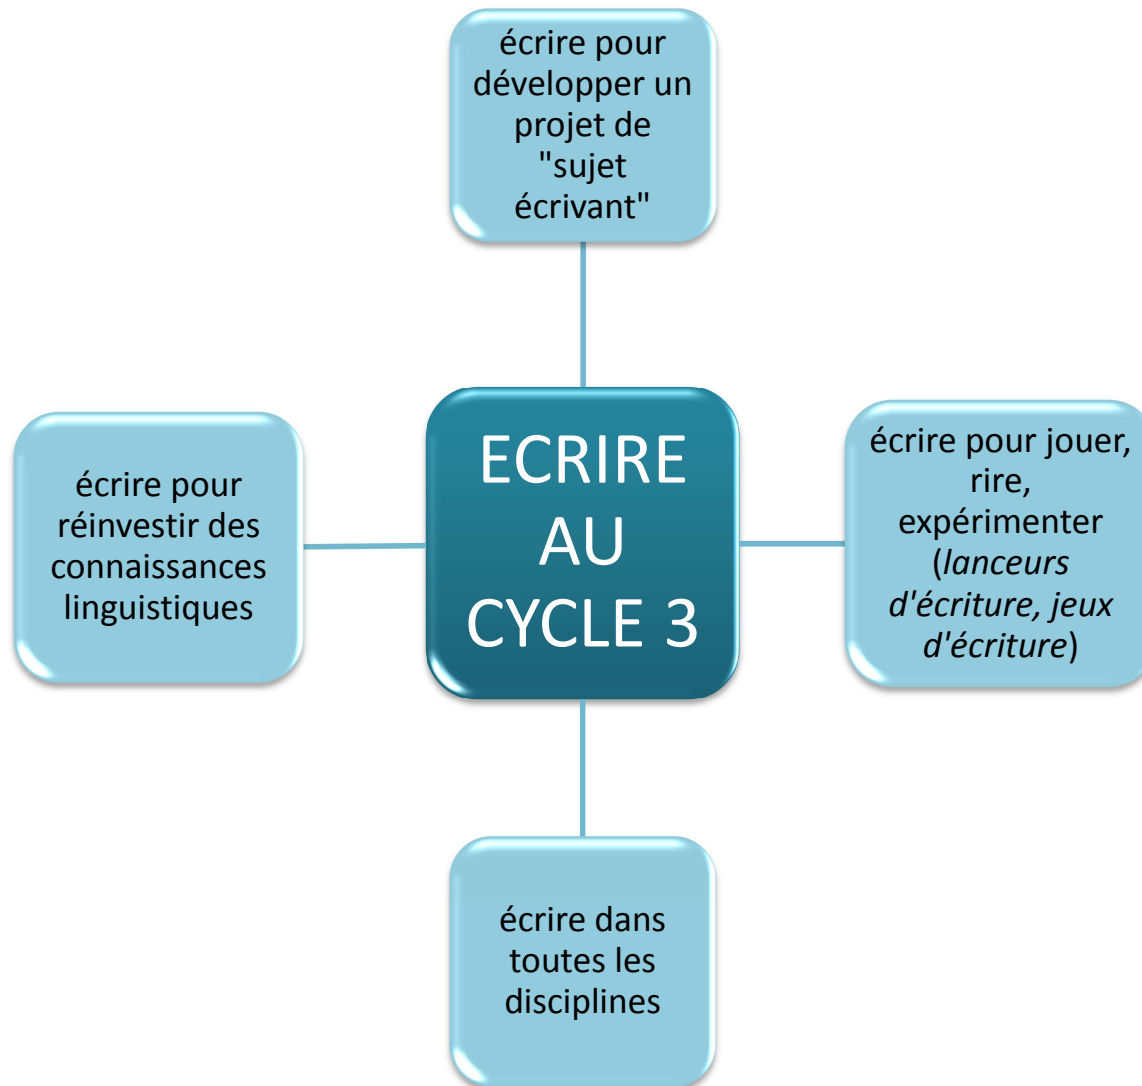 écrire pour
développer un
projet de
"sujet
écrivant"
écrire pour
réinvestir des
connaissances
linguistiques
ECRIRE
AU
CYCLE 3
écrire pour jouer,
rire,
expérimenter
(lanceurs
d'écriture, jeux
d'écriture)
écrire dans
toutes les
disciplines